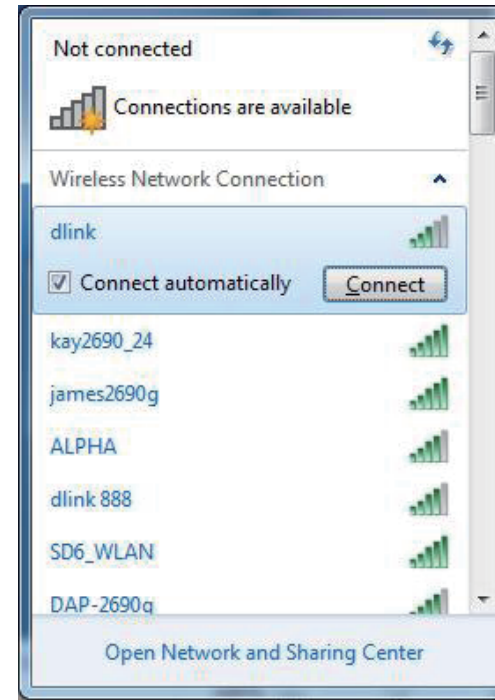 Not connected
Connections are available
Wireless Network Connection
dlink
Connect automatically Connect
kay2690_24
james2690g
ALPHA
dlink 888
SD6_WLAN
DAP-2690g
Open Network and Sharing Center